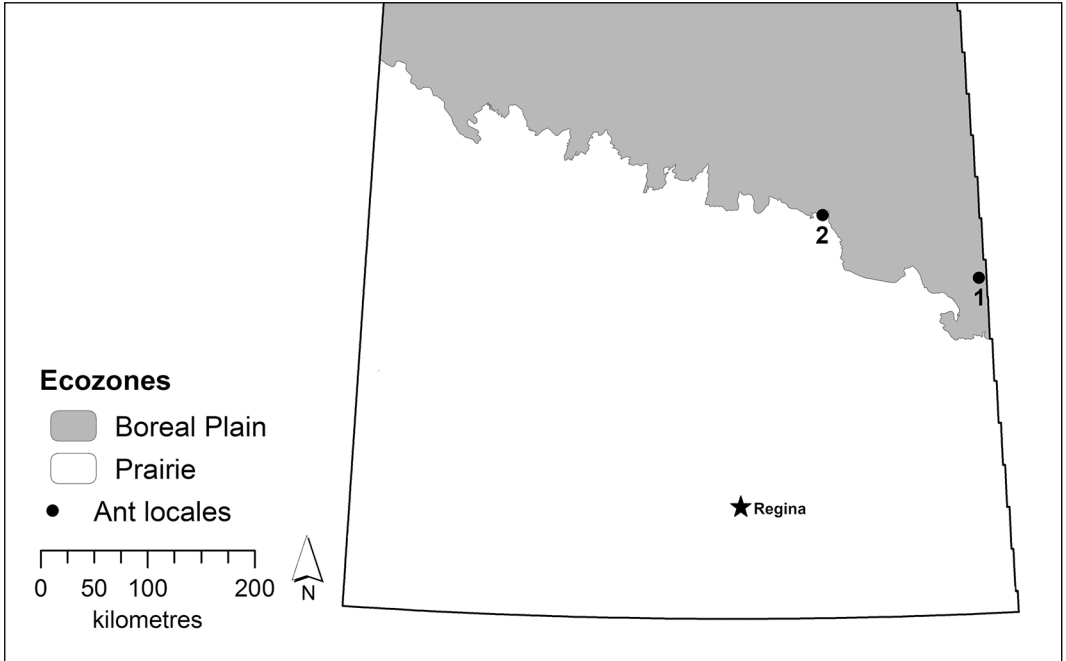 2
1
Ecozones
Boreal Plain
Prairie
Ant locales
Regina
0 50 100 200
kilometres
N